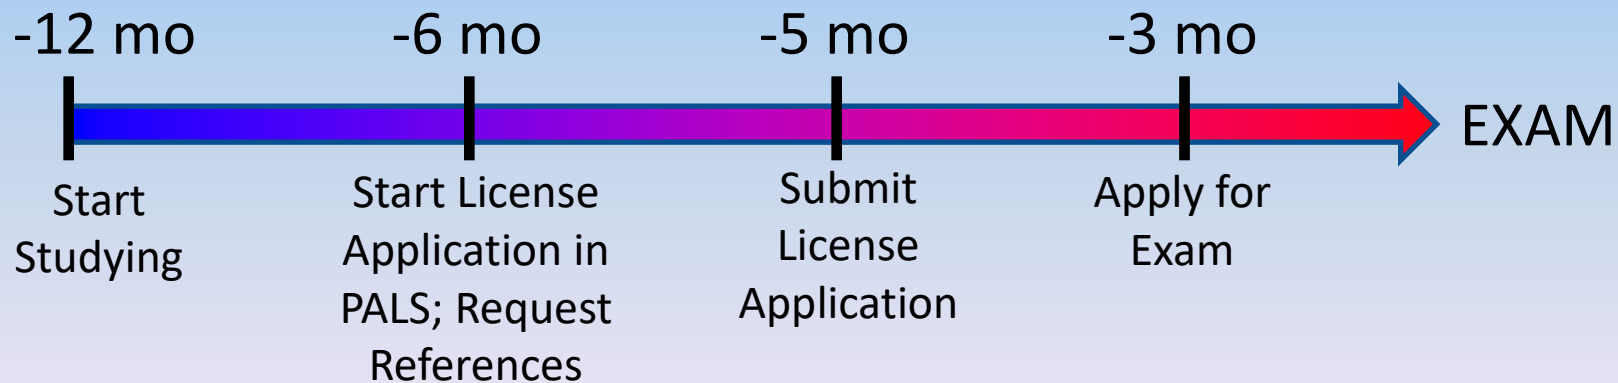 -12 mo
-6 mo
-5 mo
-3 mo
EXAM
Start
Studying
Start License
Application in
PALS; Request
References
Submit
License
Application
Apply for
Exam